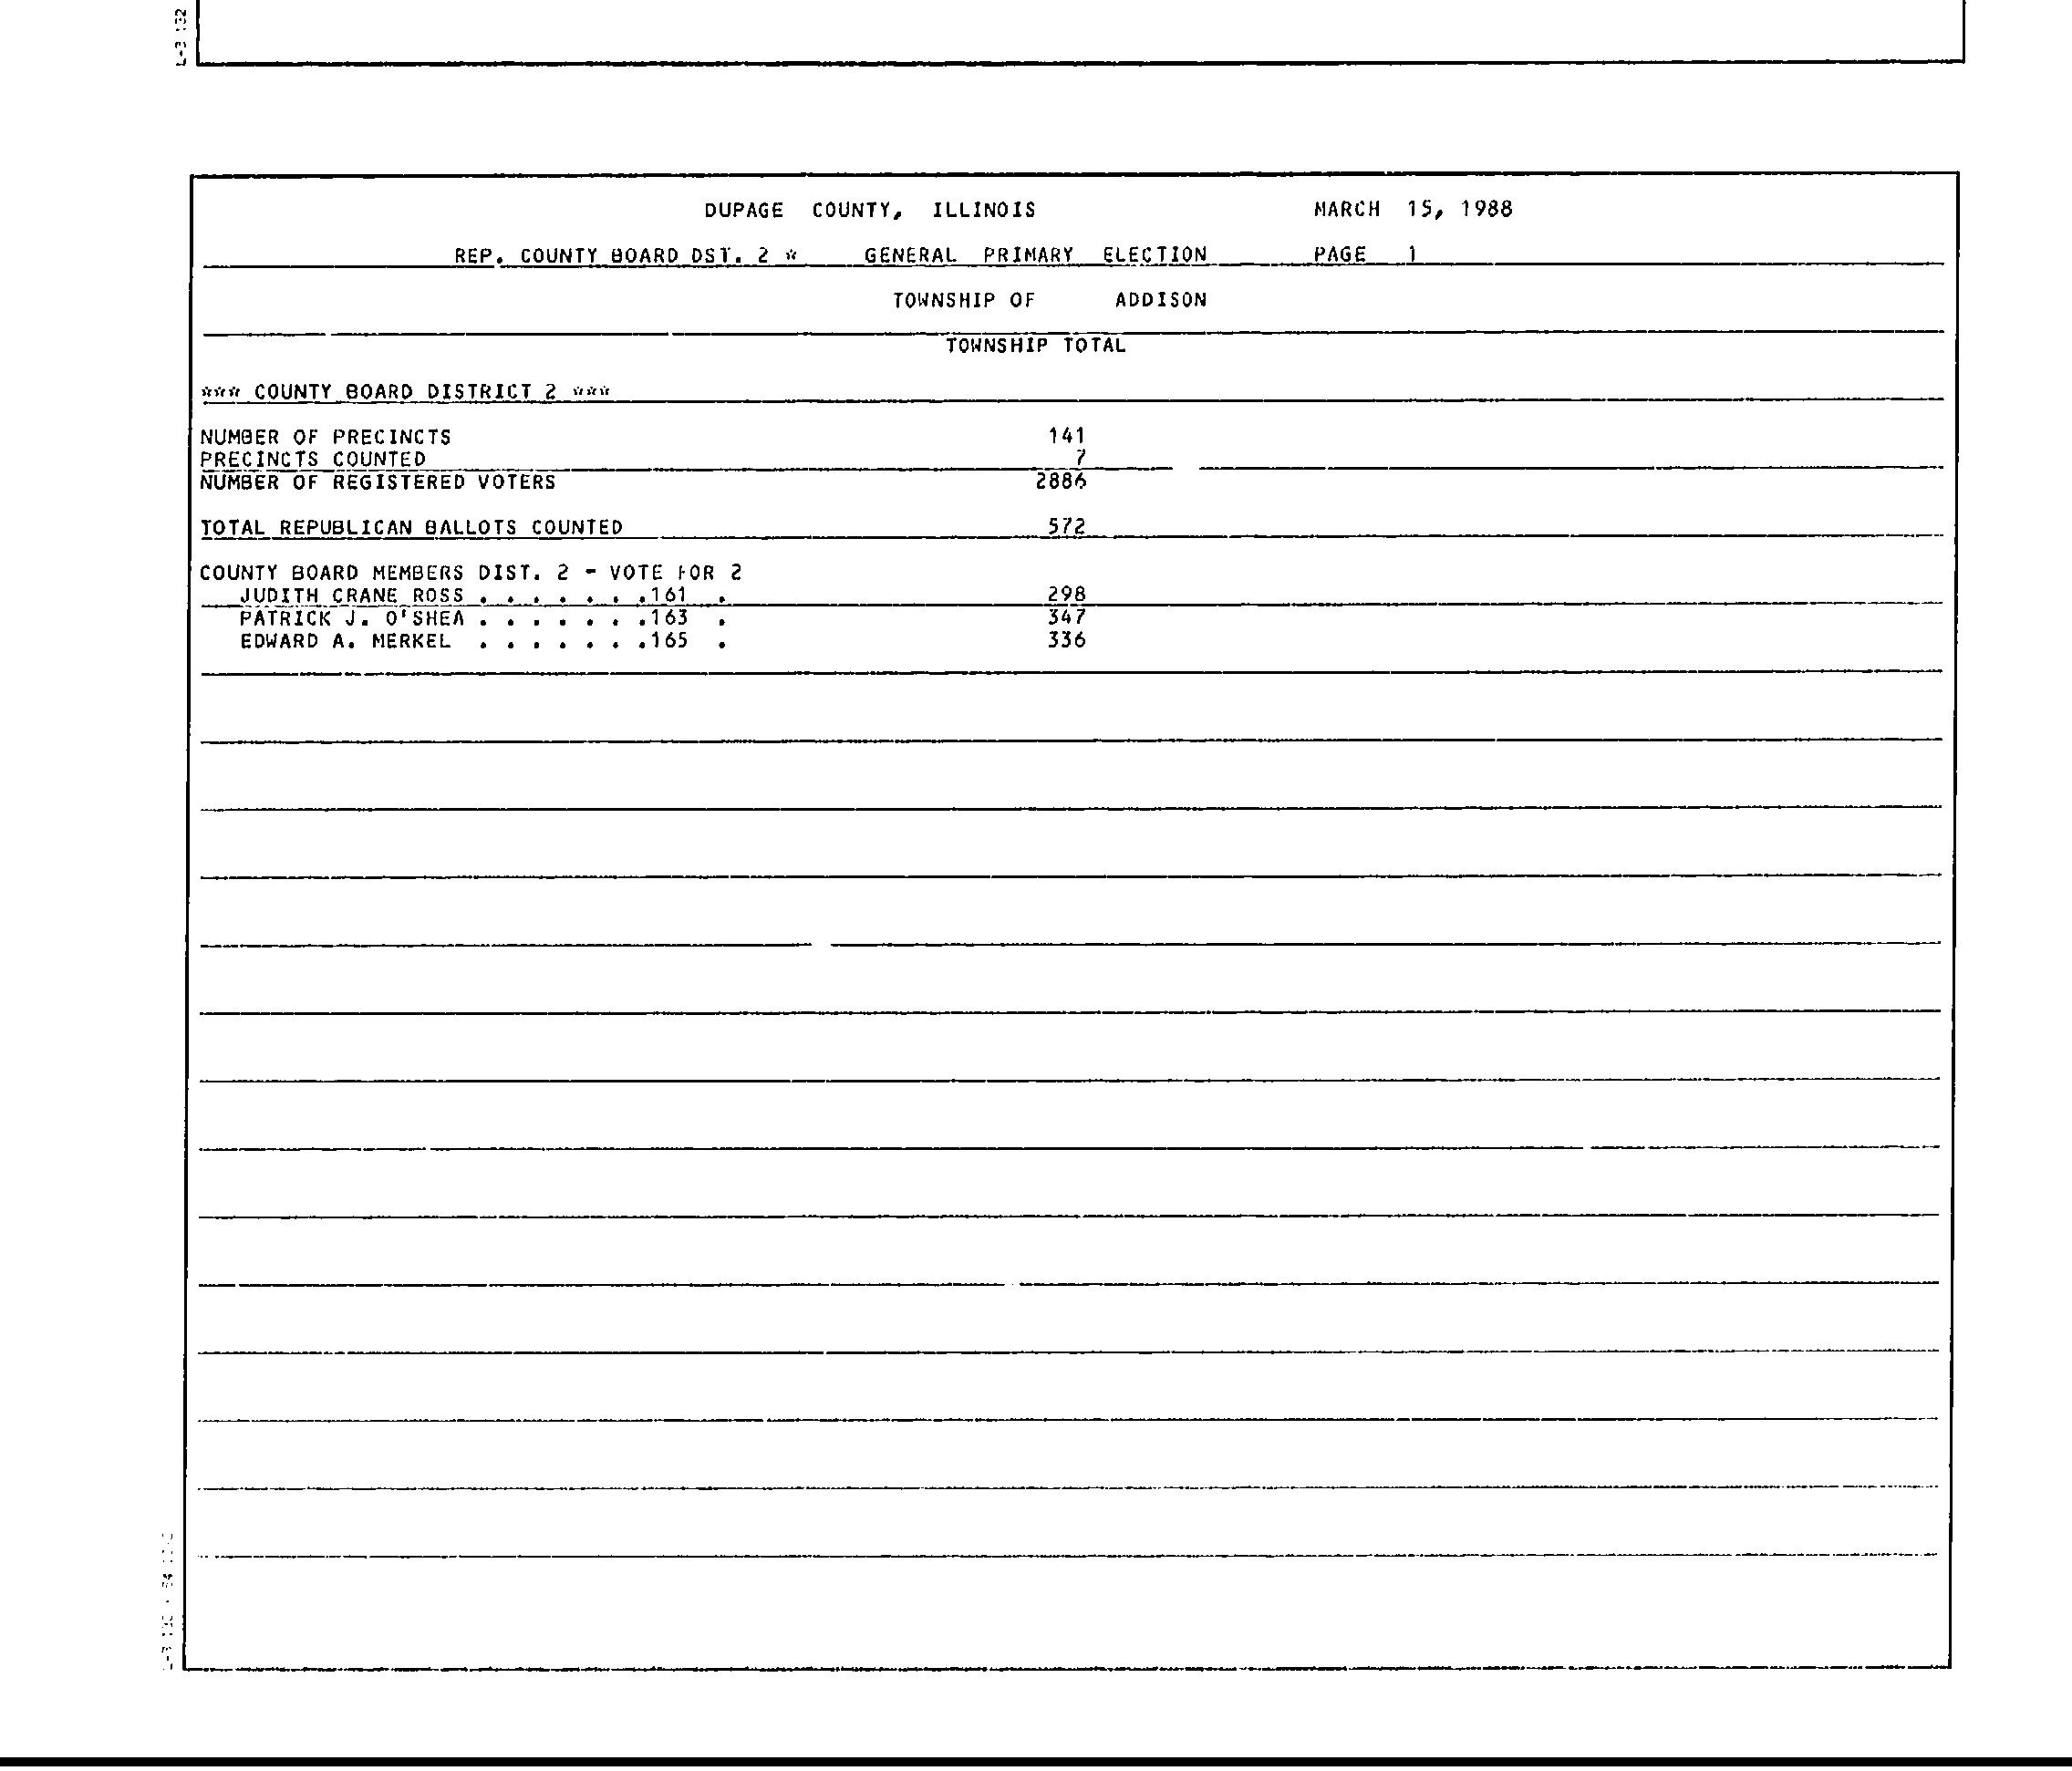 DUPAGE COUNTY, ILLINOIS MARCH 15, 1988
REP. COUNTY BOARD DST. 2 * GENERAL PRIMARY ELECTION PAGE 1
TOWNSHIP OF ADDISON
TOWNSHIP TOTAL
*** COUNTY BOARD DISTRICT 2 ***
NUMBER OF PRECINCTS 141
PRECINCTS COUNTED 7
NUMBER OF REGISTERED VOTERS 2886
TOTAL REPUBLICAN BALLOTS COUNTED 572
COUNTY BOARD MEMBERS DIST. 2 - VOTE FOR 2
JUDITH CRANE ROSS . . . . . . .161 . 298
PATRICK J. O'SHEA . . . . . . .163 . 347
EDWARD A. MERKEL . . . . . . .165 . 336